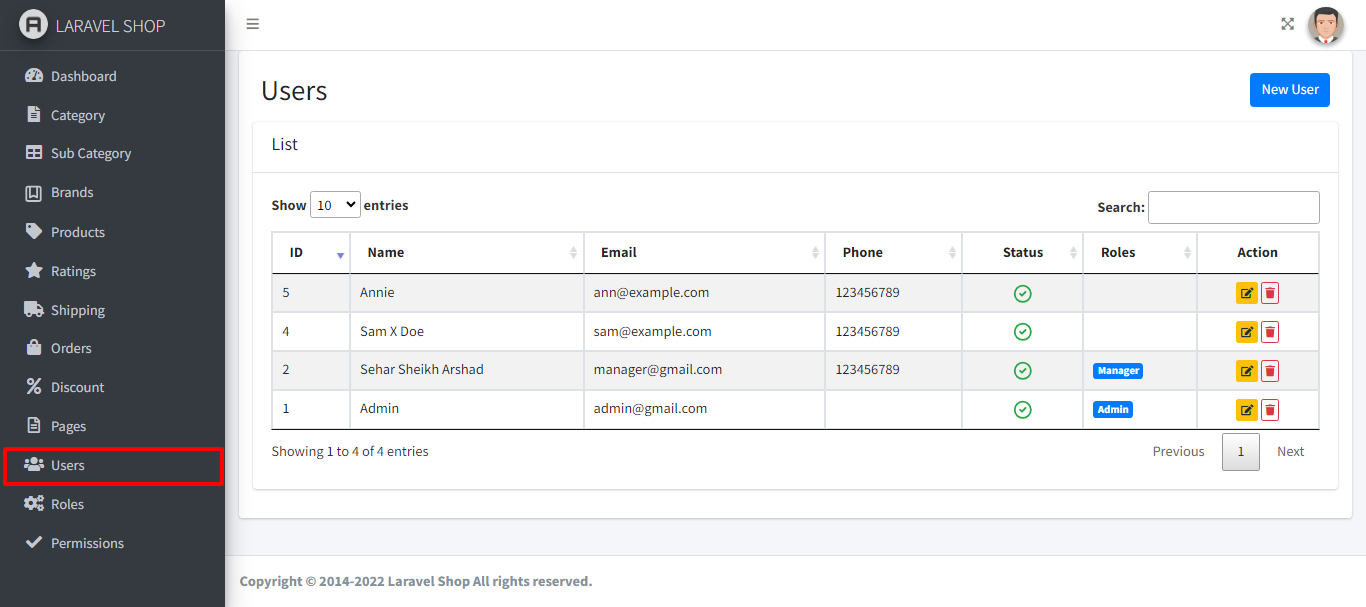 LARAVEL SHOP
Dashboard
Category
Sub Category
Brands
Products
Ratings
Shipping
Orders
Discount
Pages
Users
Roles
Permissions
Users
New User
List
Show 10 entries
Search:
ID Name Email Phone Status Roles Action
5 Annie ann@example.com 123456789
4 Sam X Doe sam@example.com 123456789
2 Sehar Sheikh Arshad manager@gmail.com 123456789 Manager
1 Admin admin@gmail.com Admin
Showing 1 to 4 of 4 entries
Previous 1 Next
Copyright © 2014-2022 Laravel Shop All rights reserved.